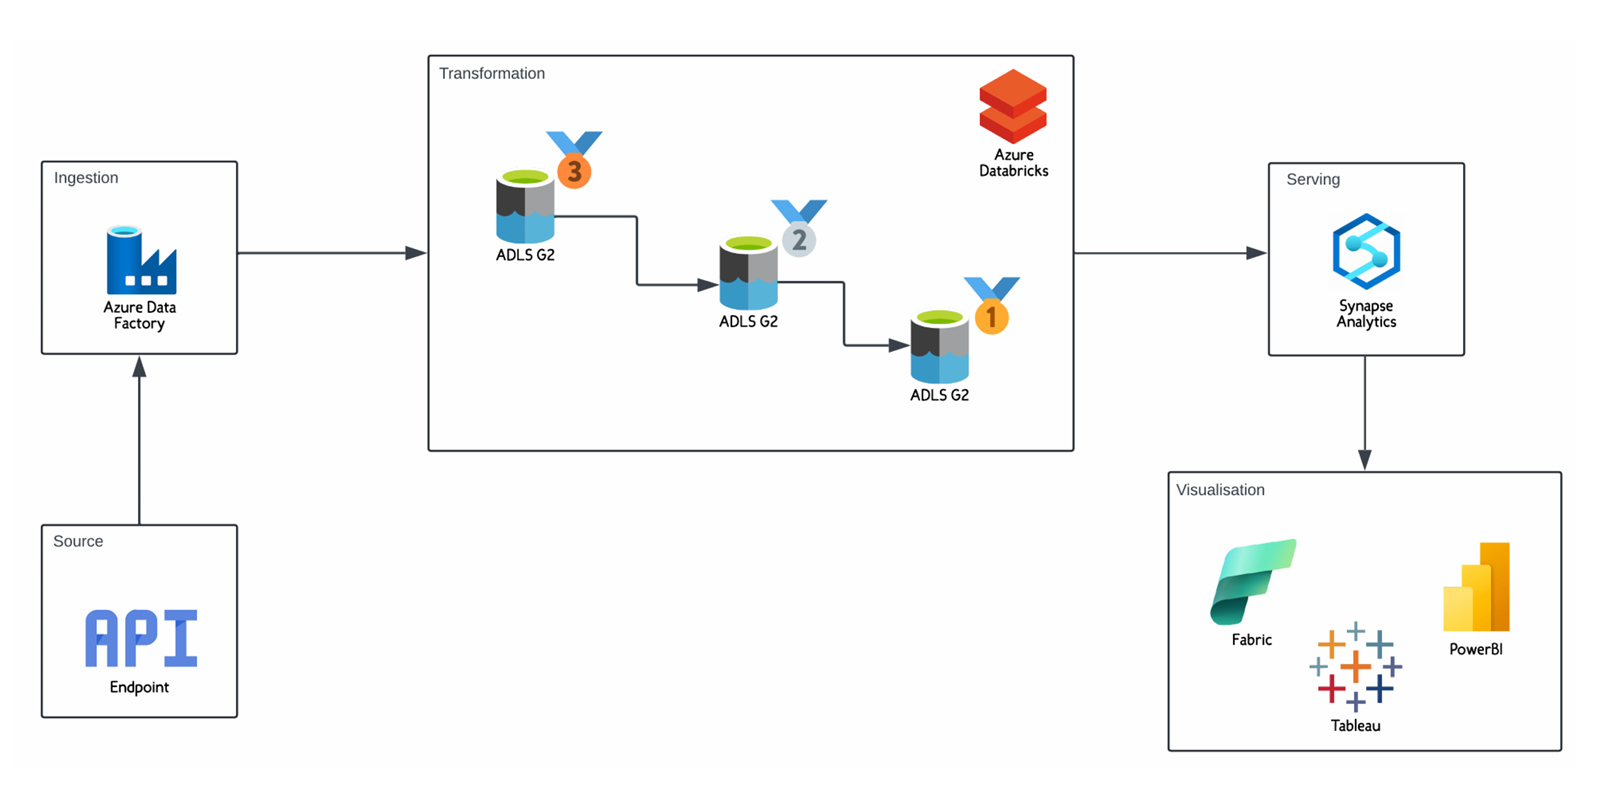 Transformation
Azure
Databricks
3
ADLS G2
2
ADLS G2
1
ADLS G2
Ingestion
Azure Data
Factory
Serving
Synapse
Analytics
Source
API
Endpoint
Visualisation
Fabric
PowerBI
Tableau